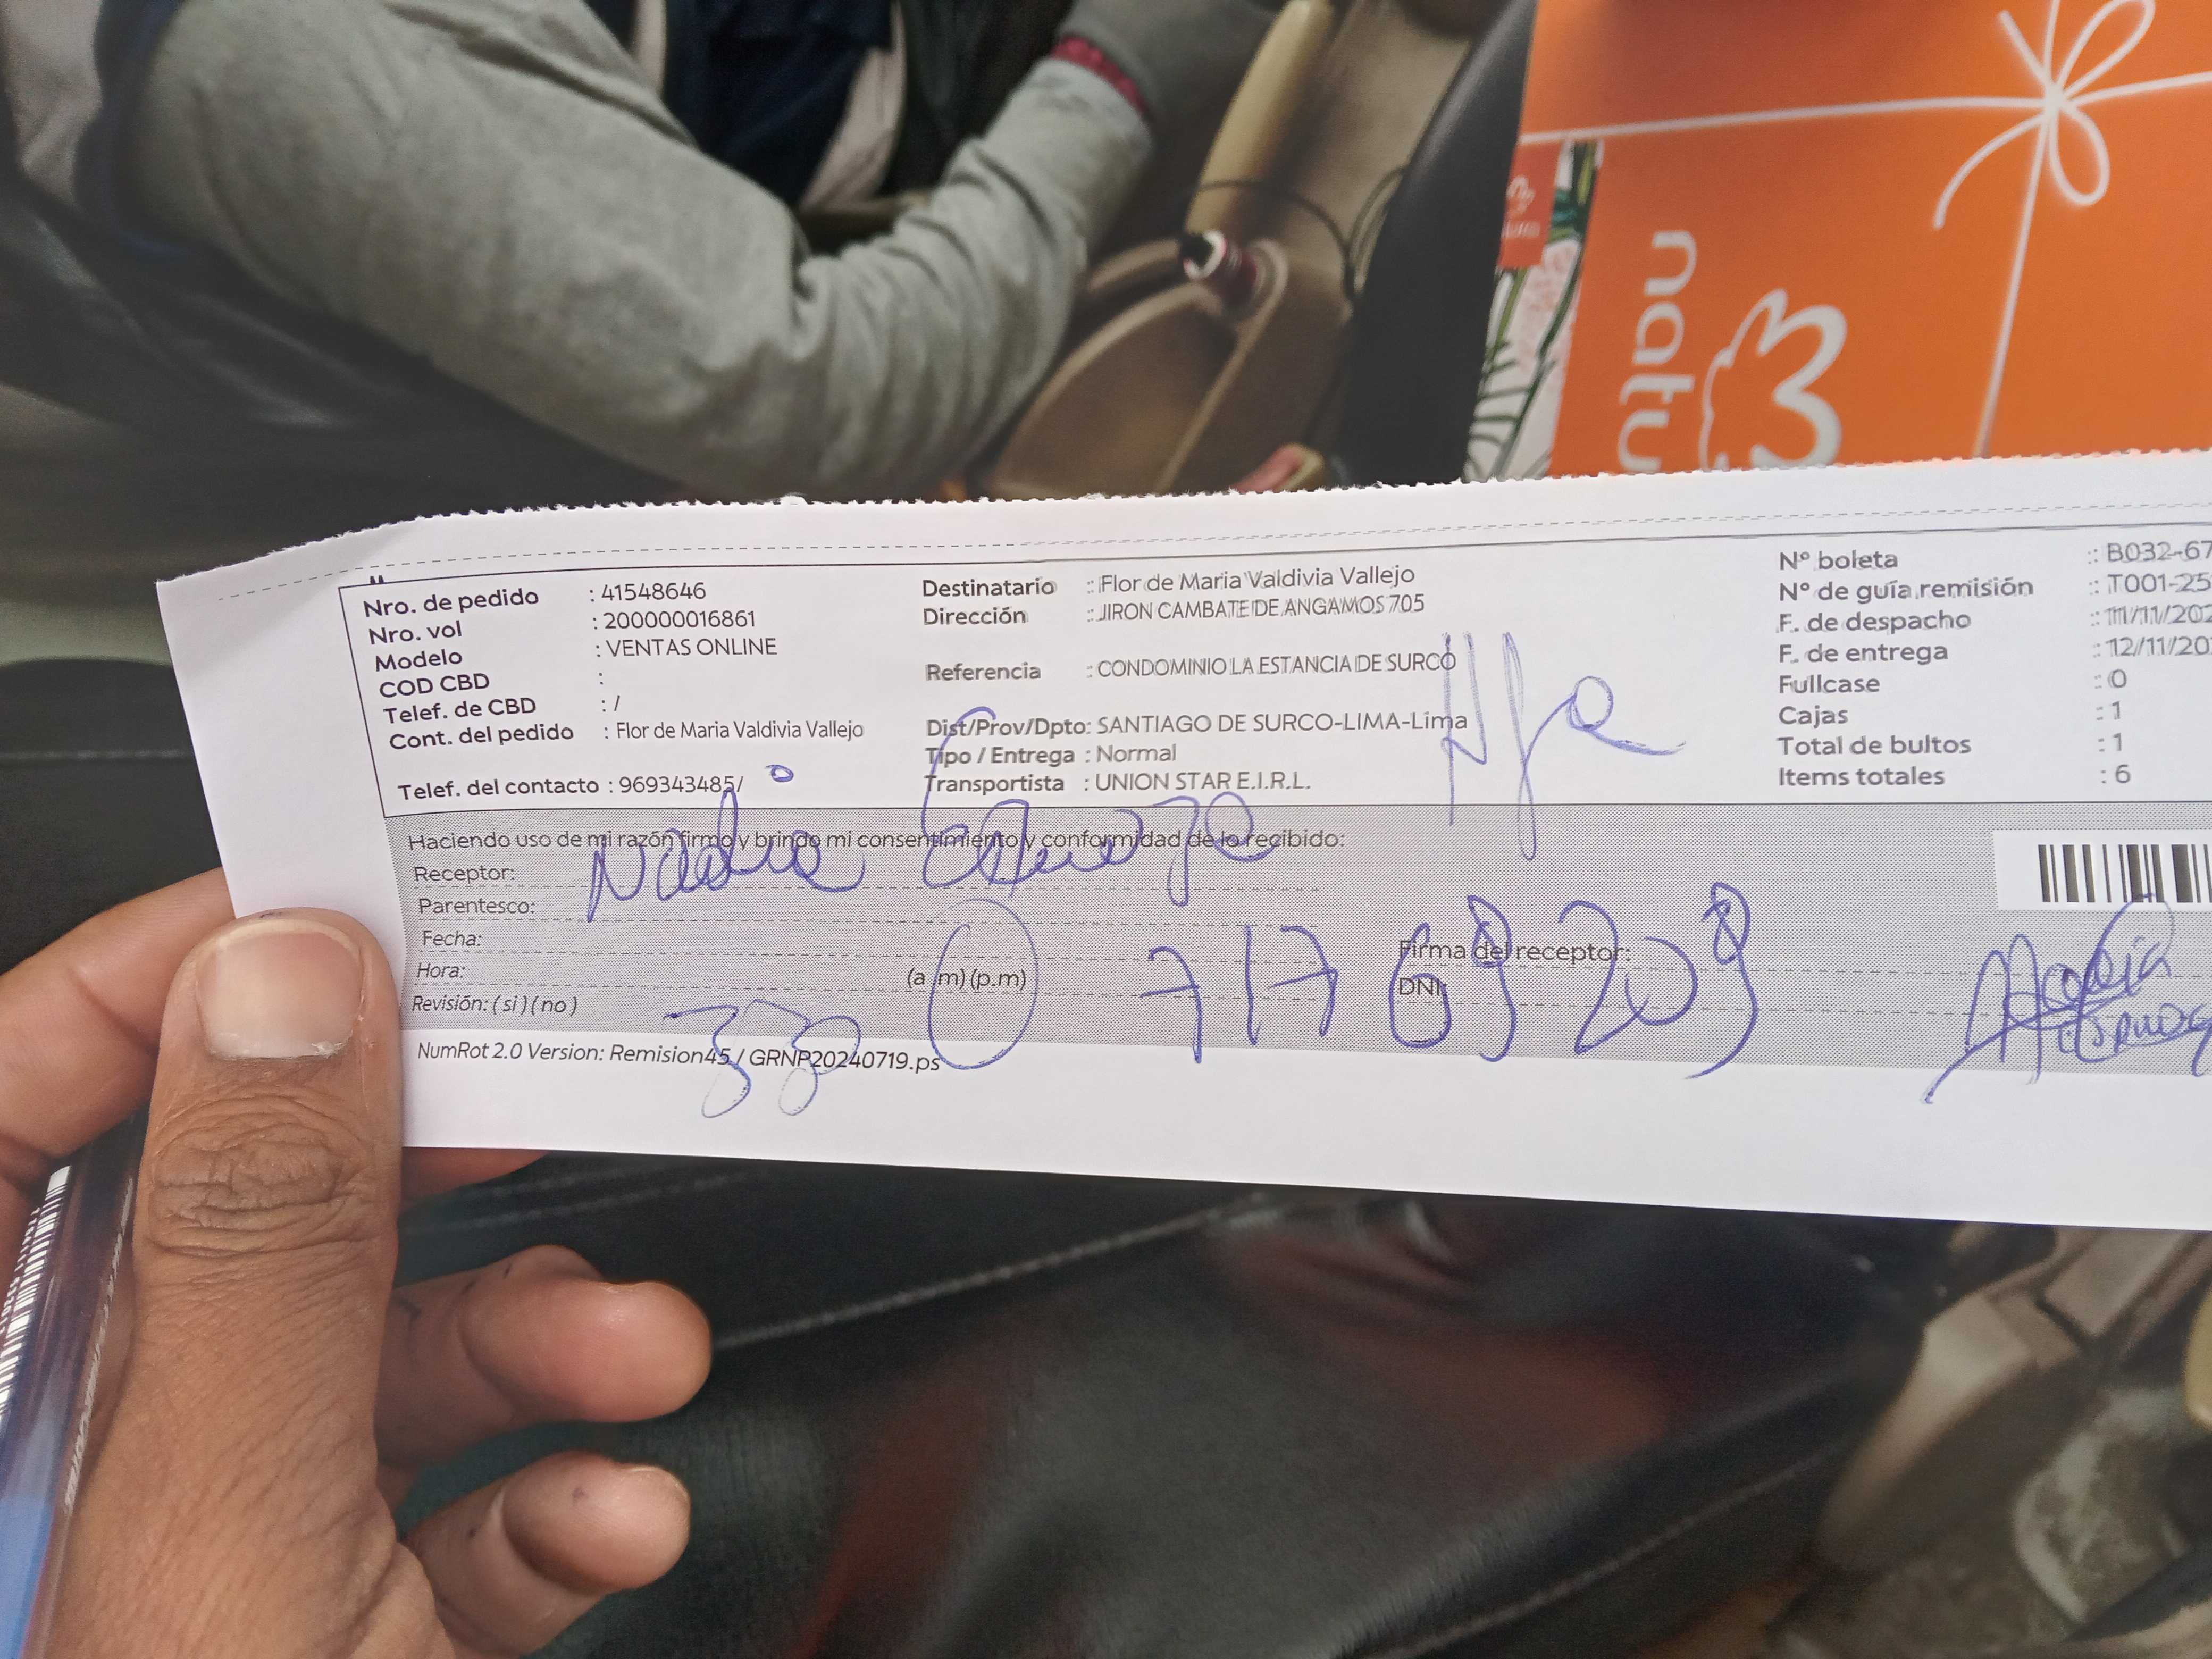 natu
Nro. de pedido : 41548646
Nro. vol : 200000016861
Modelo : VENTAS ONLINE
COD CBD :
Telef. de CBD : /
Cont. del pedido : Flor de Maria Valdivia Vallejo
Telef. del contacto : 969343485/
Destinatario : Flor de Maria Valdivia Vallejo
Dirección : JIRON CAMBATE DE ANGAMOS 705
Referencia : CONDOMINIO LA ESTANCIA DE SURCO
Dist/Prov/Dpto: SANTIAGO DE SURCO-LIMA-Lima
Tipo / Entrega : Normal
Transportista : UNION STAR E.I.R.L.
Nº boleta : B032-67
Nº de guía remisión : T001-25
F. de despacho : 11/11/202
F. de entrega : 12/11/20
Fullcase : 0
Cajas : 1
Total de bultos : 1
Items totales : 6
Haciendo uso de mi razón firmo y brindo mi consentimiento y conformidad de lo recibido:
Receptor: Nadia
Parentesco:
Fecha:
Hora: (a.m)(p.m)
Revisión: ( si ) ( no )
Firma del receptor:
DNI:
330
NumRot 2.0 Version: Remision45 / GRNP20240719.ps